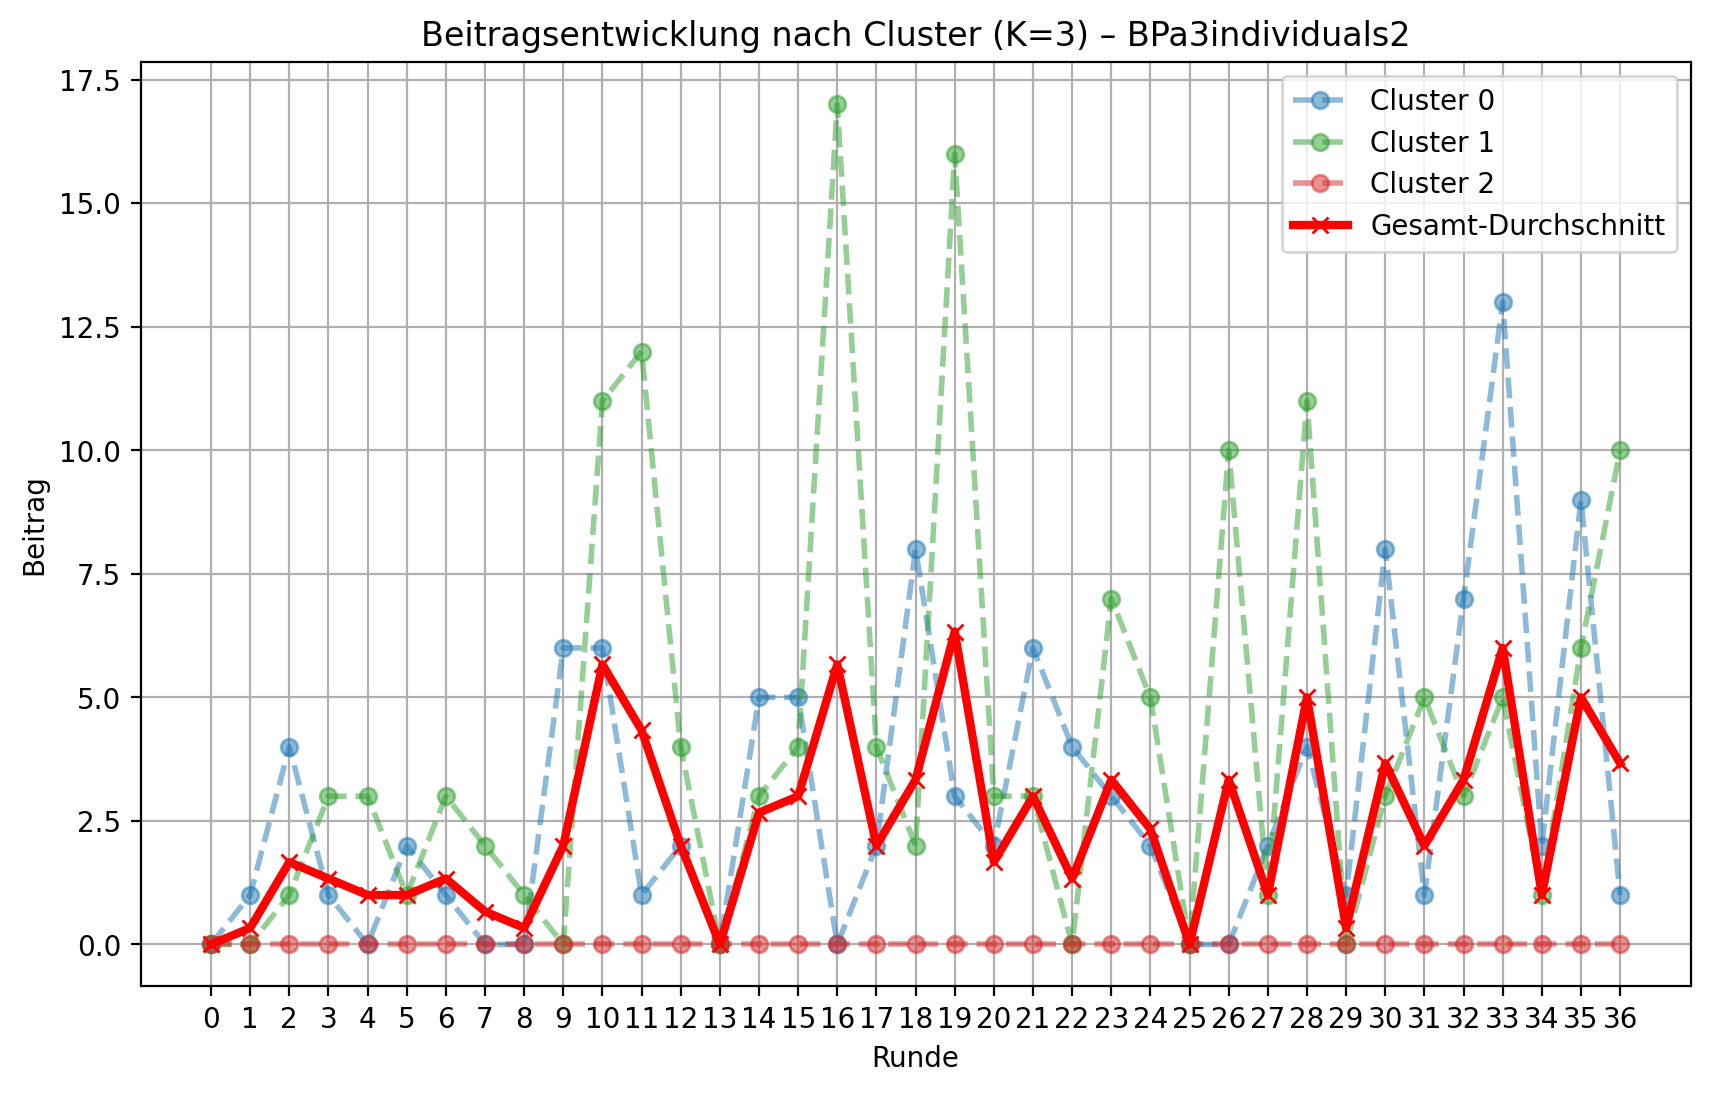 Beitragsentwicklung nach Cluster (K=3) – BPa3individuals2
17.5
15.0
12.5
10.0
7.5
5.0
2.5
0.0
Beitrag
Cluster 0
Cluster 1
Cluster 2
Gesamt-Durchschnitt
0 1 2 3 4 5 6 7 8 9 10 11 12 13 14 15 16 17 18 19 20 21 22 23 24 25 26 27 28 29 30 31 32 33 34 35 36
Runde